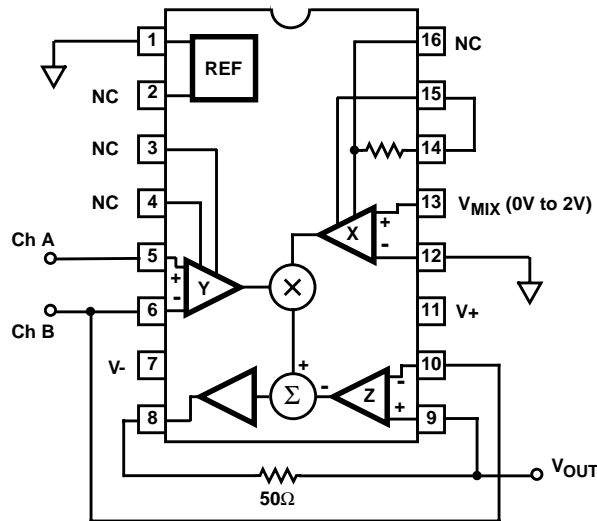 1
REF
16
NC
NC
2
15
NC
3
14
NC
4
13
VMIX (0V to 2V)
+
X
-
12
Ch A
5
+
Y
-
×
Ch B
6
11
V+
V-
7
+
10
Σ
-
Z
-
+
8
9
50Ω
VOUT